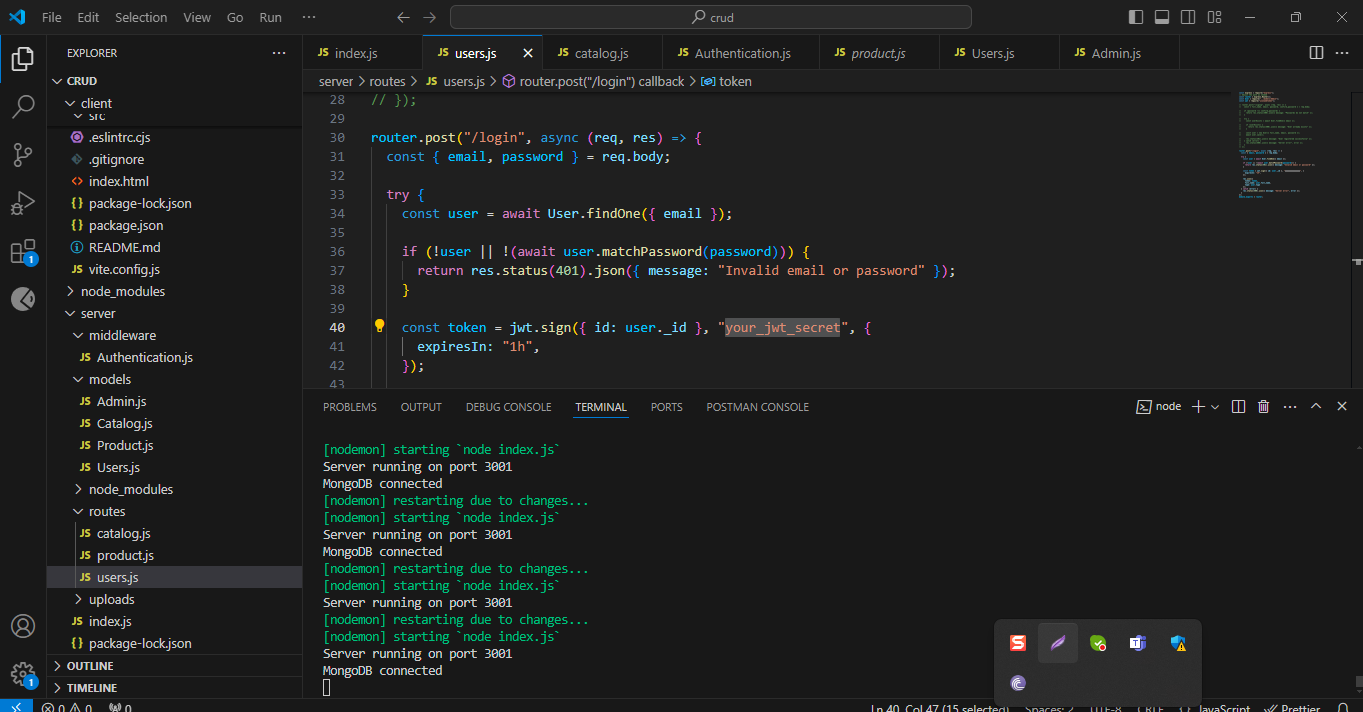 File Edit Selection View Go Run ··· crud
EXPLORER ···
CRUD
client
src
.eslintrc.cjs
.gitignore
<> index.html
{} package-lock.json
{} package.json
README.md
JS vite.config.js
node_modules
server
middleware
JS Authentication.js
models
JS Admin.js
JS Catalog.js
JS Product.js
JS Users.js
node_modules
routes
JS catalog.js
JS product.js
JS users.js
uploads
JS index.js
{} package-lock.json
OUTLINE
TIMELINE
1
1
JS index.js JS users.js JS catalog.js JS Authentication.js JS product.js JS Users.js JS Admin.js ···
server > routes > JS users.js > router.post("/login") callback > token
28 // });
29
30 router.post("/login", async (req, res) => {
31 const { email, password } = req.body;
32
33 try {
34 const user = await User.findOne({ email });
35
36 if (!user || !(await user.matchPassword(password))) {
37 return res.status(401).json({ message: "Invalid email or password" });
38 }
39
40 const token = jwt.sign({ id: user._id }, "your_jwt_secret", {
41 expiresIn: "1h",
42 });
43
PROBLEMS OUTPUT DEBUG CONSOLE TERMINAL PORTS POSTMAN CONSOLE node ···
[nodemon] starting `node index.js`
Server running on port 3001
MongoDB connected
[nodemon] restarting due to changes...
[nodemon] starting `node index.js`
Server running on port 3001
MongoDB connected
[nodemon] restarting due to changes...
[nodemon] starting `node index.js`
Server running on port 3001
[nodemon] restarting due to changes...
[nodemon] starting `node index.js`
Server running on port 3001
MongoDB connected
0 0 0 Ln 40, Col 47 (15 selected) Spaces: 2 UTF-8 CRLF JavaScript Prettier